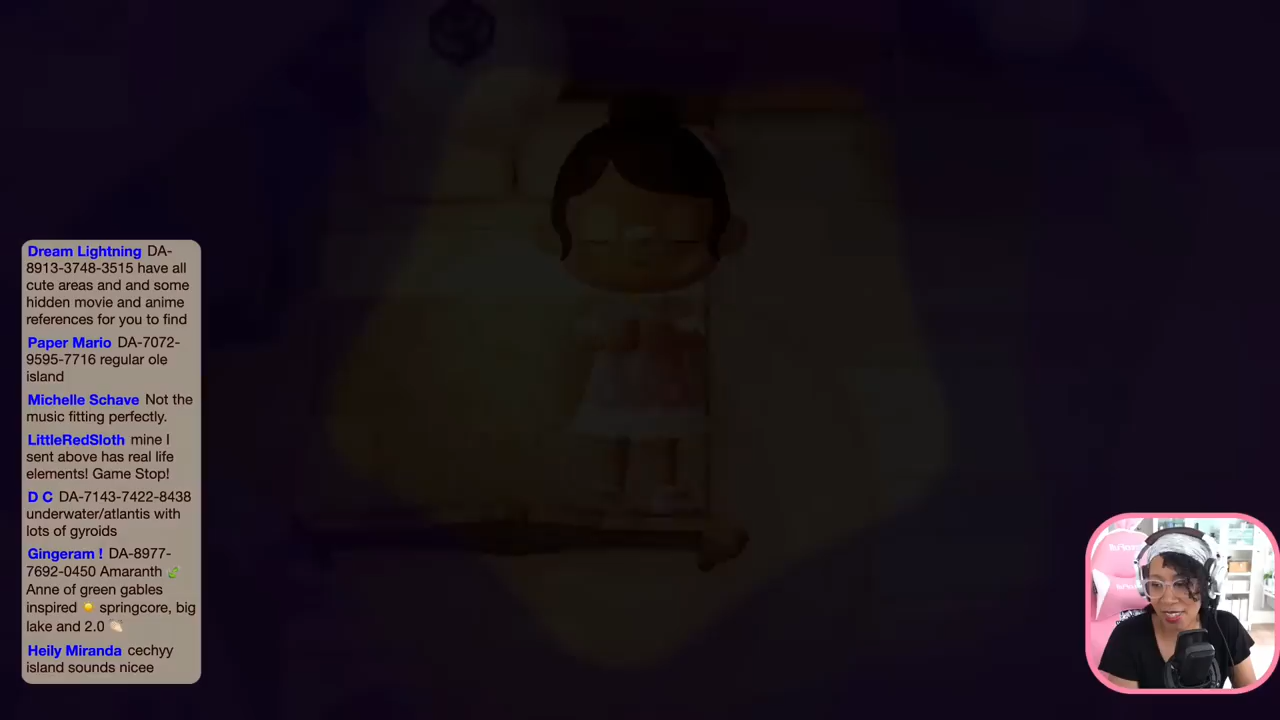 Dream Lightning DA-
8913-3748-3515 have all
cute areas and and some
hidden movie and anime
references for you to find
Paper Mario DA-7072-
9595-7716 regular ole
island
Michelle Schave Not the
music fitting perfectly.
LittleRedSloth mine I
sent above has real life
elements! Game Stop!
D C DA-7143-7422-8438
underwater/atlantis with
lots of gyroids
Gingeram ! DA-8977-
7692-0450 Amaranth
Anne of green gables
inspired springcore, big
lake and 2.0
Heily Miranda cechyy
island sounds nicee